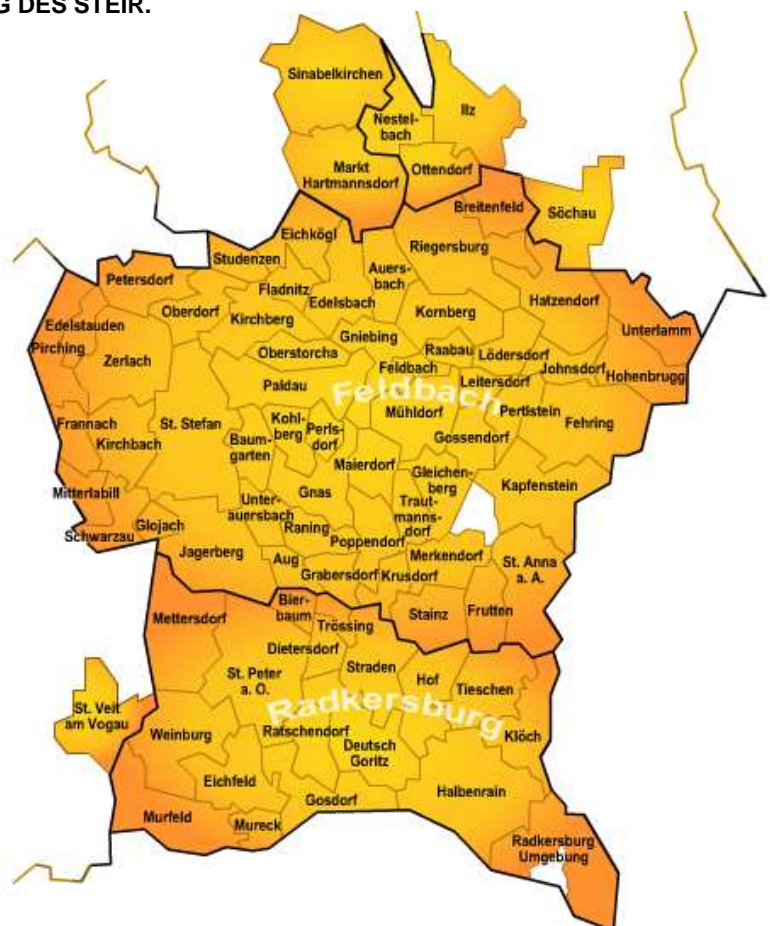 G DES STEIR.
Sinabelkirchen
Ilz
Nestel-
bach
Markt
Hartmannsdorf
Ottendorf
Breitenfeld
Söchau
Eichkögl
Riegersburg
Studenzen
Auers-
bach
Petersdorf
Fladnitz
Edelsbach
Hatzendorf
Oberdorf
Kirchberg
Kornberg
Edelstauden
Unterlamm
Gniebing
Pirching
Zerlach
Oberstorcha
Raabau
Lödersdorf
Feldbach
Johnsdorf
Hohenbrugg
Paldau
Leitersdorf
Feldbach
Mühldorf
Pertlstein
Frannach
St. Stefan
Kohl-
berg
Perls-
dorf
Fehring
Kirchbach
Baum-
garten
Gossendorf
Maierdorf
Gleichen-
berg
Kapfenstein
Mitterlabill
Gnas
Unter-
auersbach
Traut-
manns-
dorf
Schwarzau
Glojach
Raning
Poppendorf
Jagerberg
Aug
Merkendorf
St. Anna
a. A.
Grabersdorf
Krusdorf
Bier-
baum
Stainz
Frutten
Mettersdorf
Trössing
Dietersdorf
Straden
Hof
Tieschen
St. Peter
a. O.
St. Veit
am Vogau
Radkersburg
Weinburg
Ratschendorf
Klöch
Deutsch
Goritz
Eichfeld
Halbenrain
Gosdorf
Murfeld
Mureck
Radkersburg
Umgebung